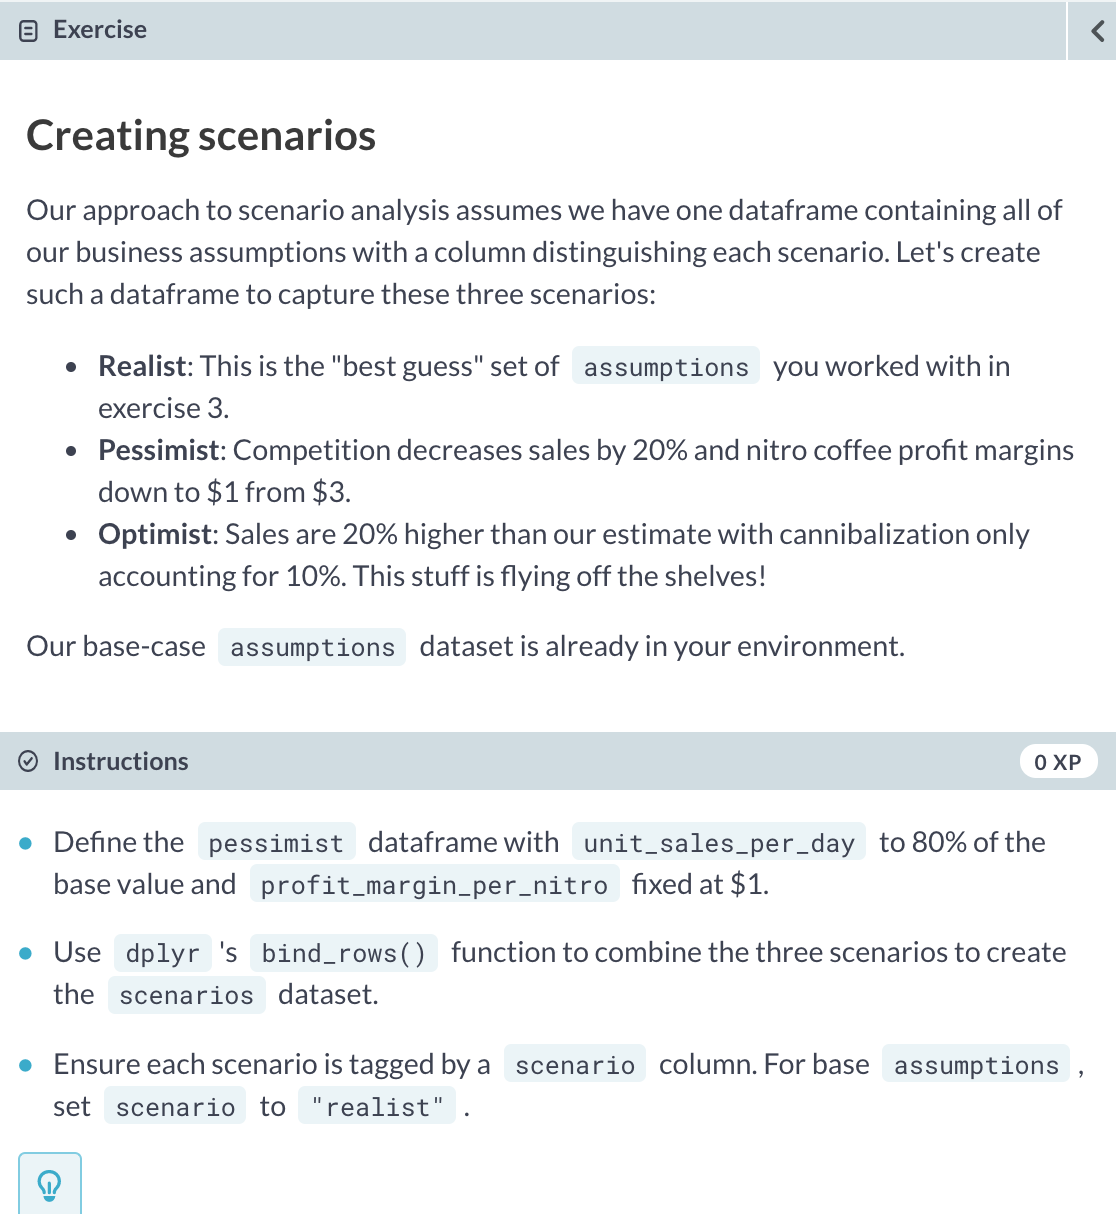 Exercise
Creating scenarios
Our approach to scenario analysis assumes we have one dataframe containing all of
our business assumptions with a column distinguishing each scenario. Let's create
such a dataframe to capture these three scenarios:
Realist: This is the "best guess" set of assumptions you worked with in
exercise 3.
Pessimist: Competition decreases sales by 20% and nitro coffee profit margins
down to $1 from $3.
Optimist: Sales are 20% higher than our estimate with cannibalization only
accounting for 10%. This stuff is flying off the shelves!
Our base-case assumptions dataset is already in your environment.
Instructions
0 XP
Define the pessimist dataframe with unit_sales_per_day to 80% of the
base value and profit_margin_per_nitro fixed at $1.
Use dplyr 's bind_rows() function to combine the three scenarios to create
the scenarios dataset.
Ensure each scenario is tagged by a scenario column. For base assumptions ,
set scenario to "realist" .